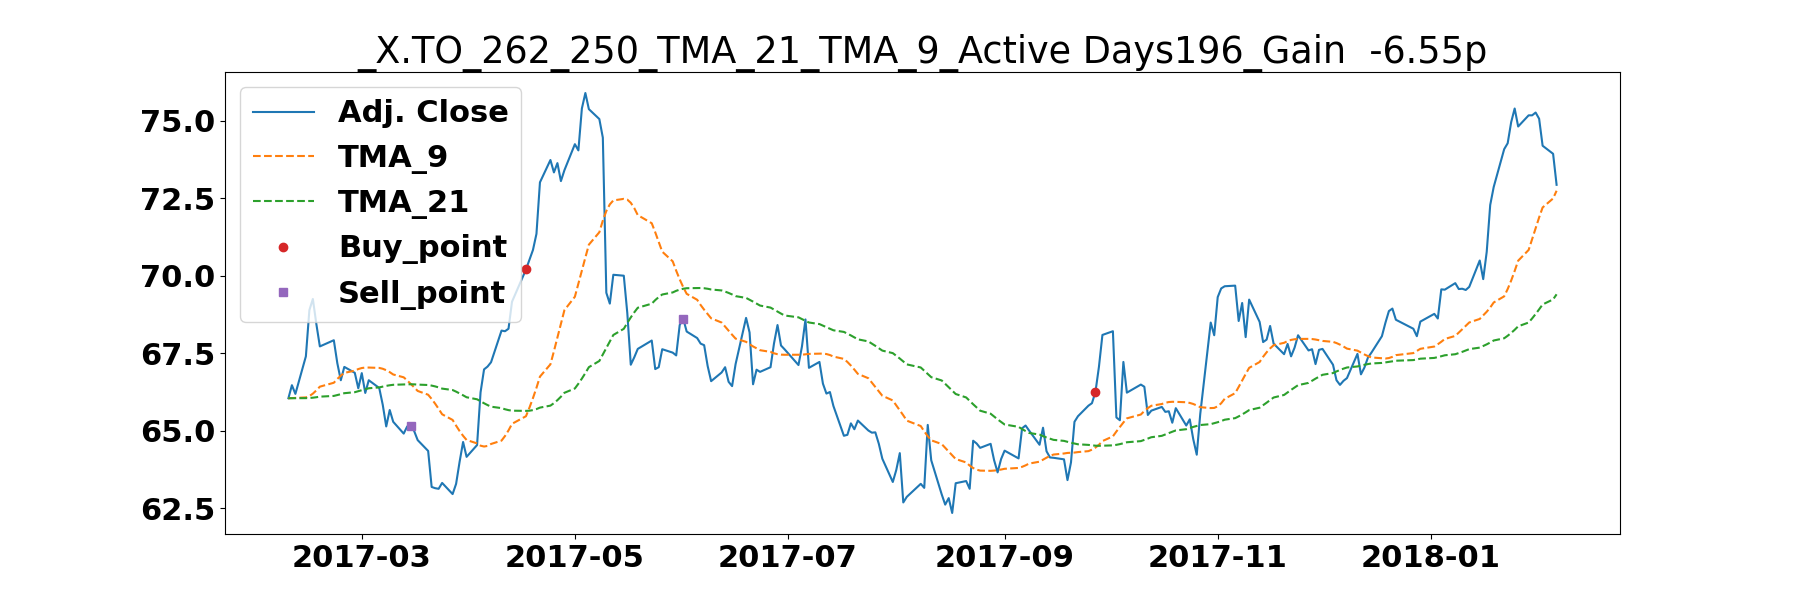 _X.TO_262_250_TMA_21_TMA_9_Active Days196_Gain  -6.55p
Adj. Close
TMA_9
TMA_21
Buy_point
Sell_point
75.0
72.5
70.0
67.5
65.0
62.5
2017-03 2017-05 2017-07 2017-09 2017-11 2018-01